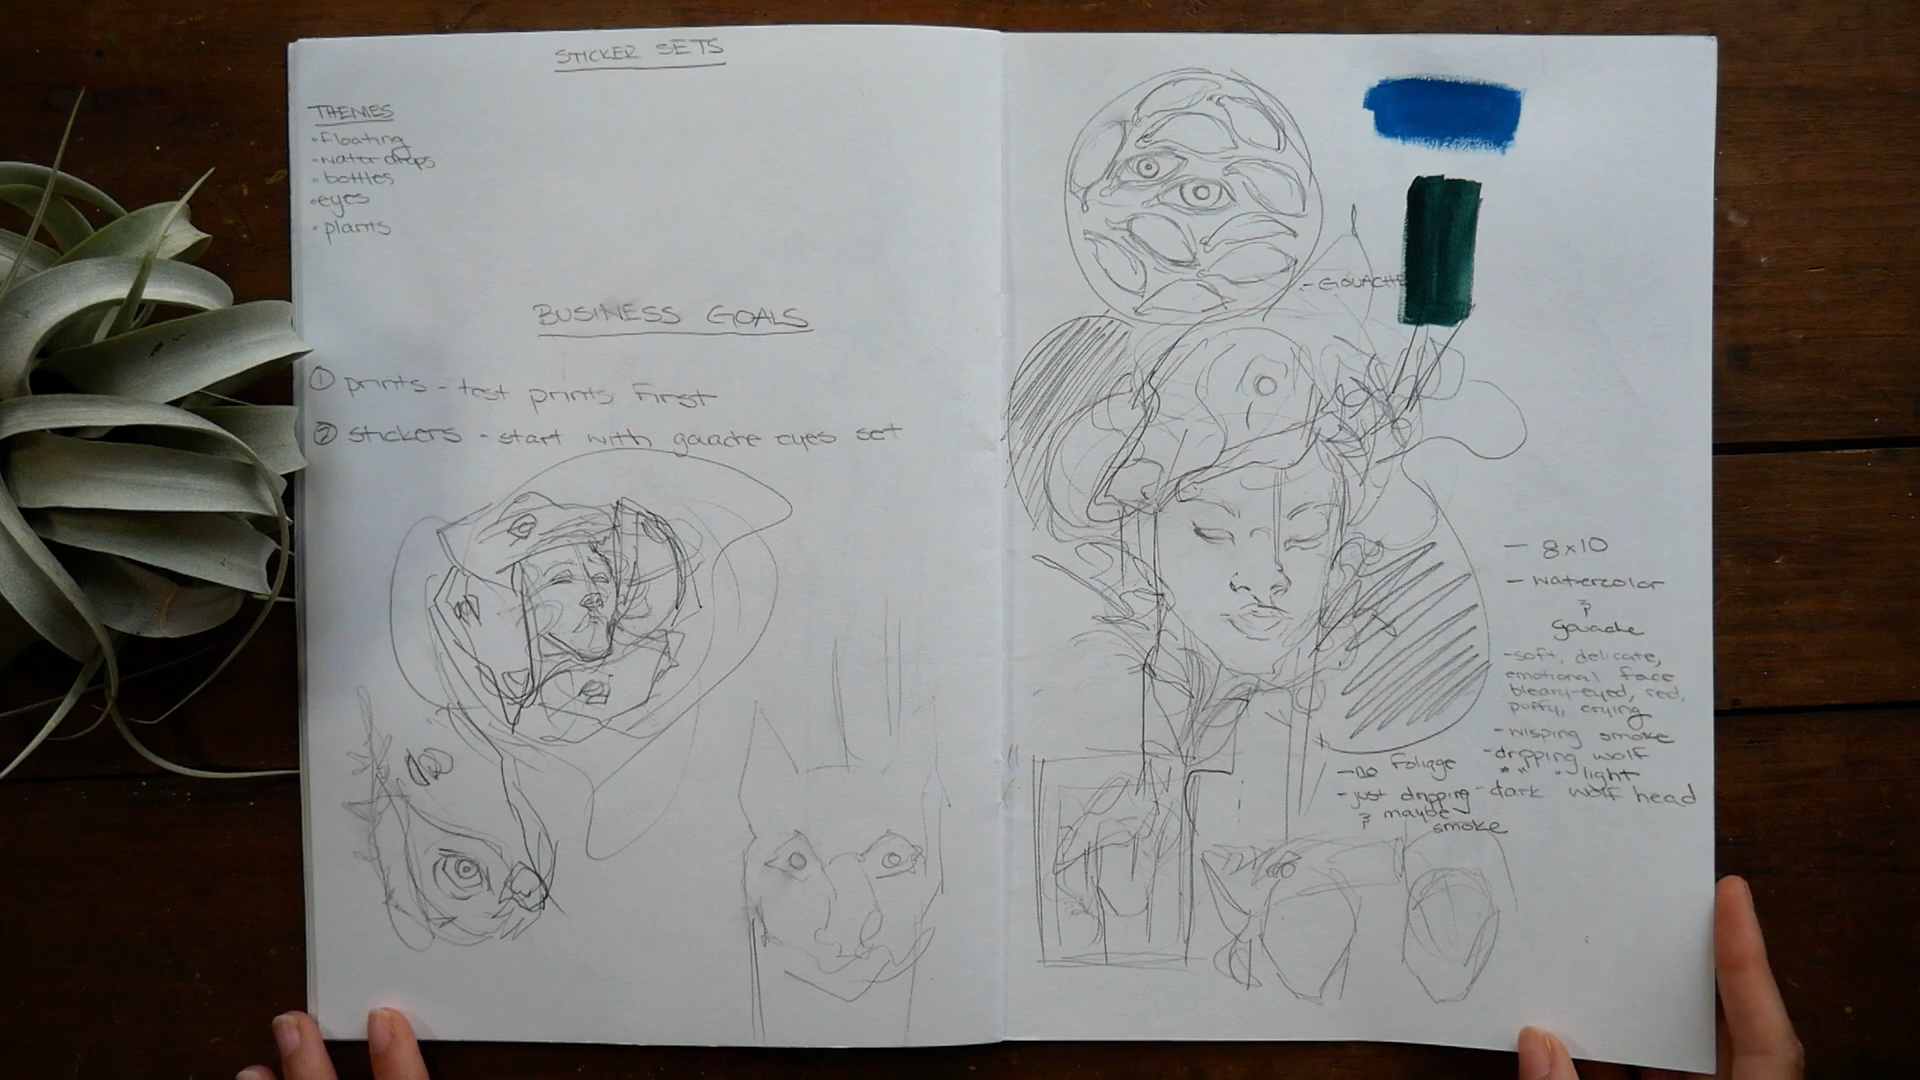 STICKER SETS
THEMES
• floating
- water drops
• bottles
• eyes
• plants
BUSINESS GOALS
① prints - test prints first
② stickers - start with gouache eyes set
- GOUACHE
- 8x10
- watercolor
&
gouache
- soft, delicate,
emotional face
bleary-eyed, red,
puffy, crying
- wisping smoke
- dripping wolf
" " " light
- dark wolf head
- no foliage
- just dripping
& maybe
smoke